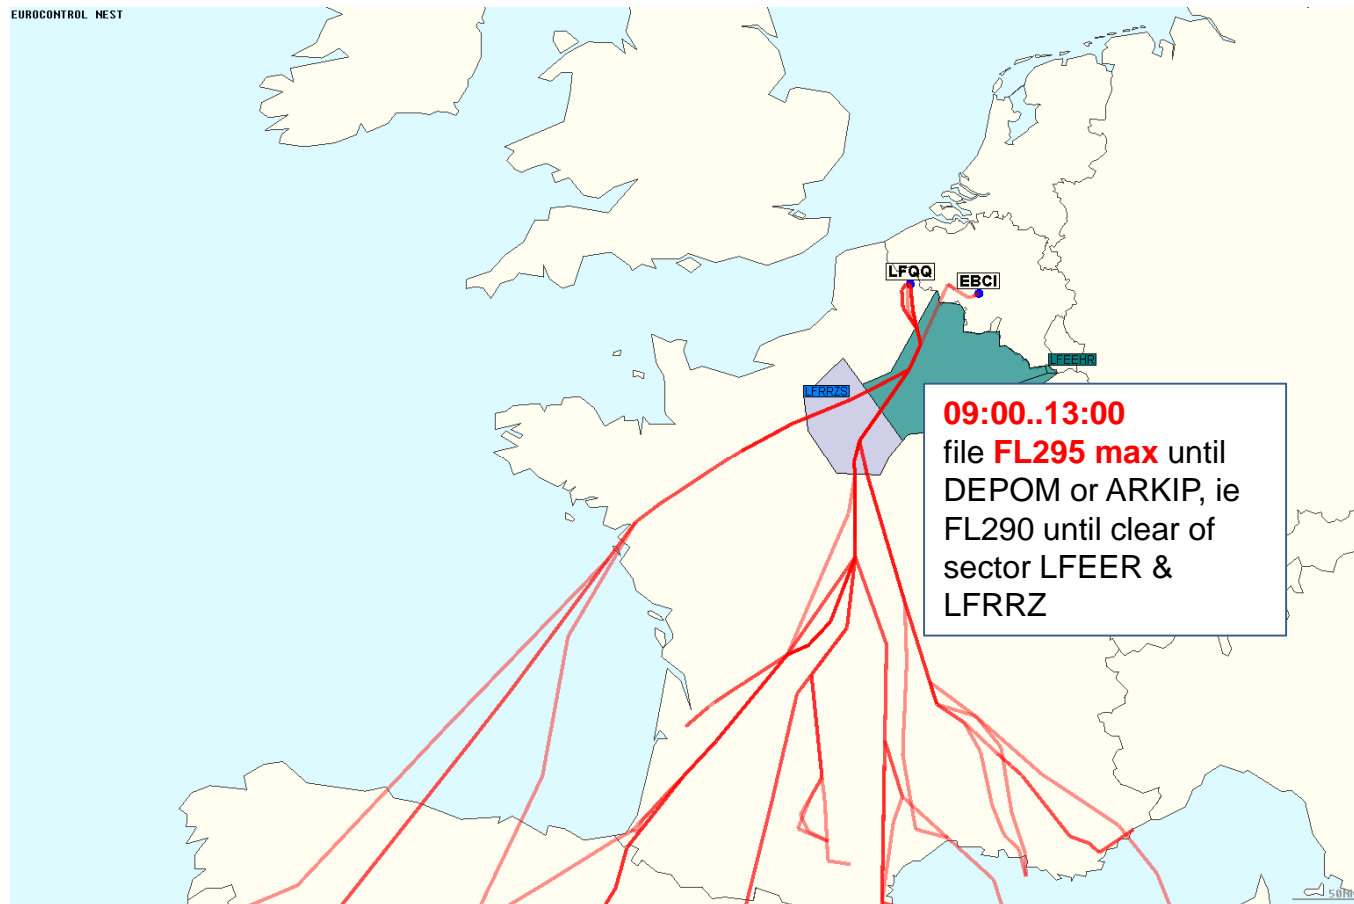 EUROCONTROL NEST
LFQQ
EBCI
LFEEHR
LFRRZS
09:00..13:00
file FL295 max until
DEPOM or ARKIP, ie
FL290 until clear of
sector LFEER &
LFRRZ
50NM